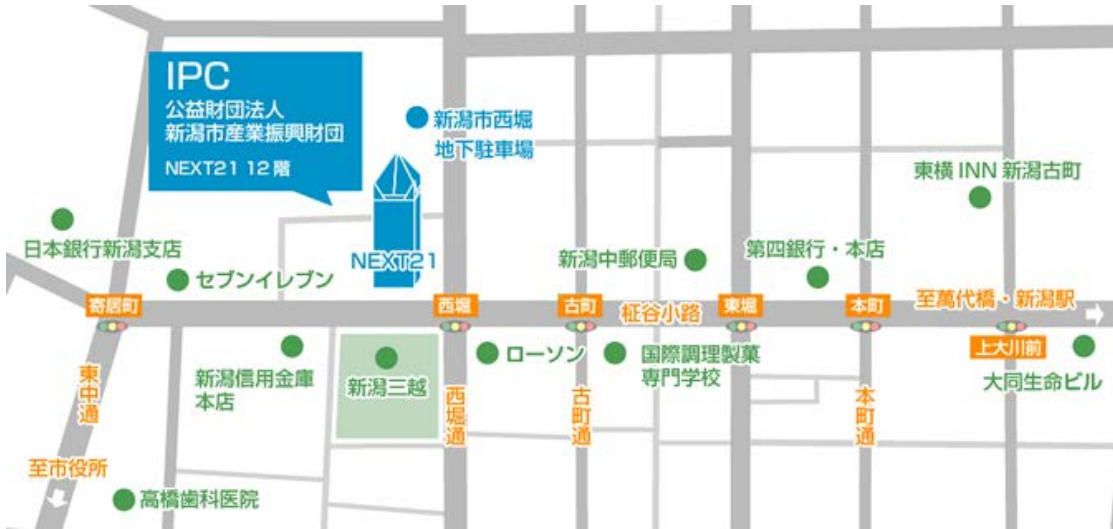 IPC
公益財団法人
新潟市産業振興財団
NEXT21 12階
新潟市西堀
地下駐車場
NEXT21
日本銀行新潟支店
セブンイレブン
新潟中郵便局
第四銀行・本店
東横INN 新潟古町
寄居町
西堀
古町
柾谷小路
東堀
本町
至萬代橋・新潟駅
上大川前
東中通
新潟信用金庫
本店
新潟三越
ローソン
国際調理製菓
専門学校
大同生命ビル
西堀通
古町通
本町通
至市役所
高橋歯科医院